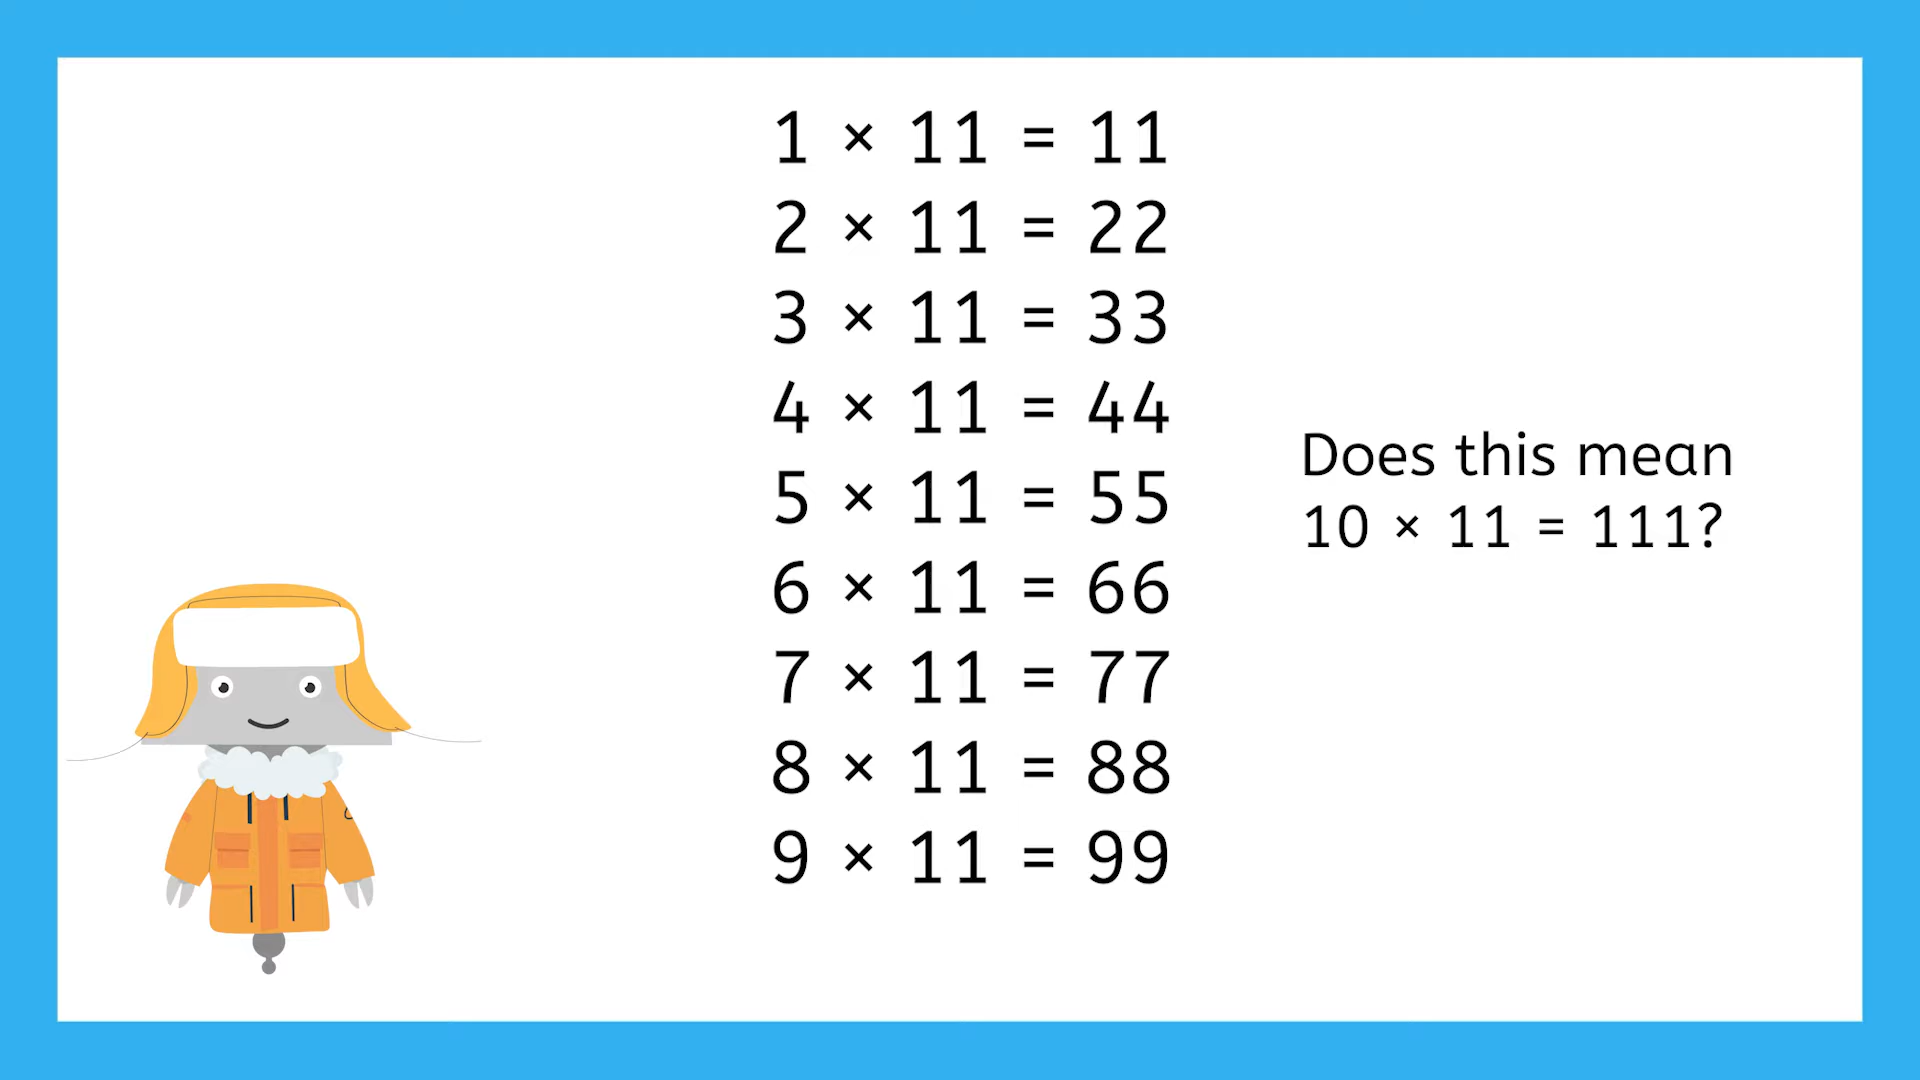 1 × 11 = 11
2 × 11 = 22
3 × 11 = 33
4 × 11 = 44
5 × 11 = 55
6 × 11 = 66
7 × 11 = 77
8 × 11 = 88
9 × 11 = 99
Does this mean
10 × 11 = 111?